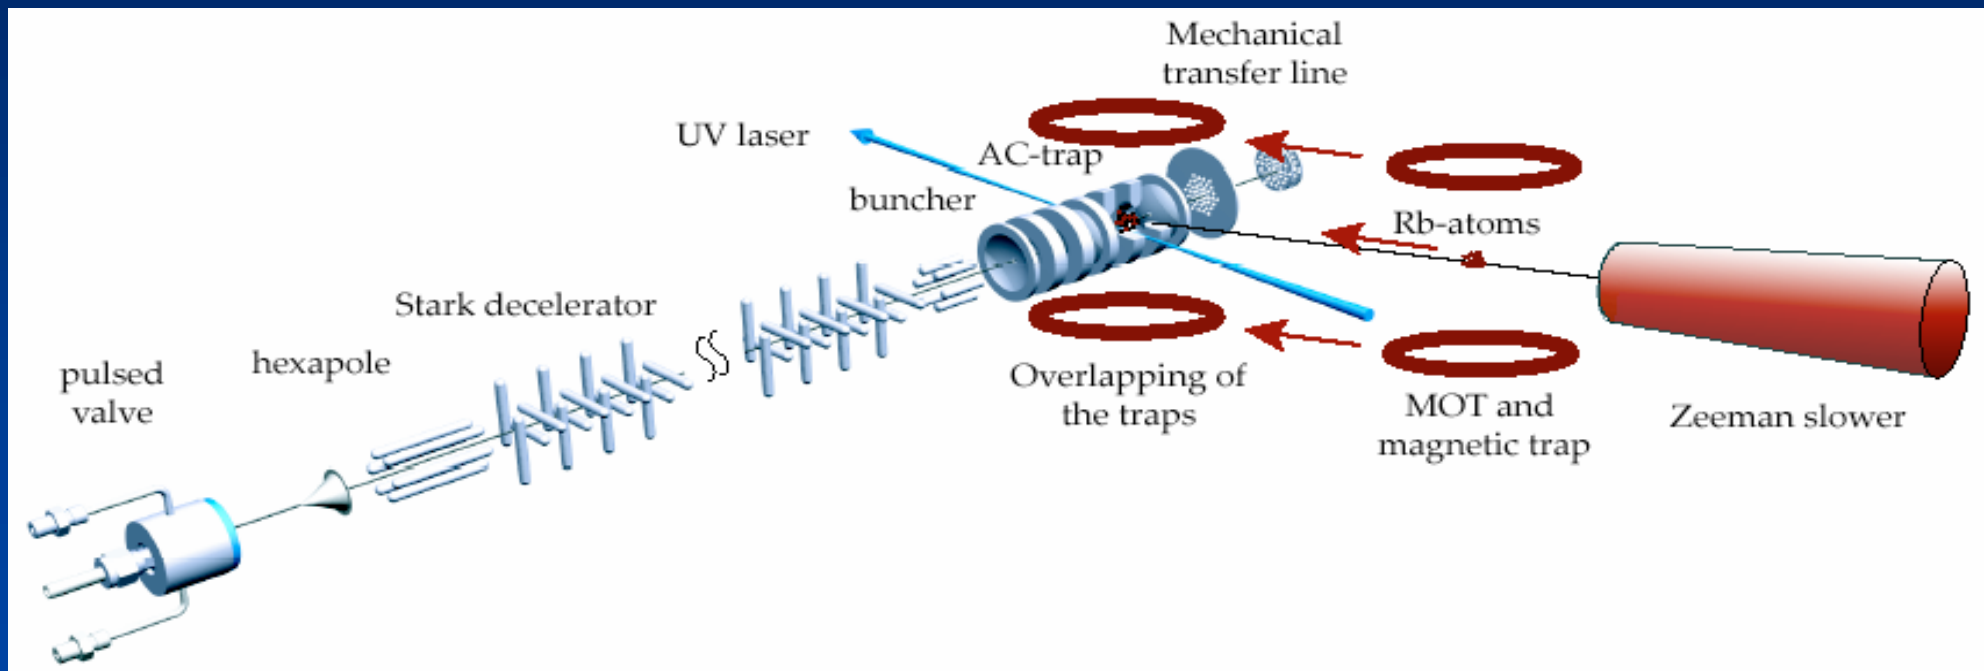 Mechanical
transfer line
UV laser
AC-trap
buncher
Rb-atoms
Stark decelerator
hexapole
pulsed
valve
Overlapping of
the traps
MOT and
magnetic trap
Zeeman slower